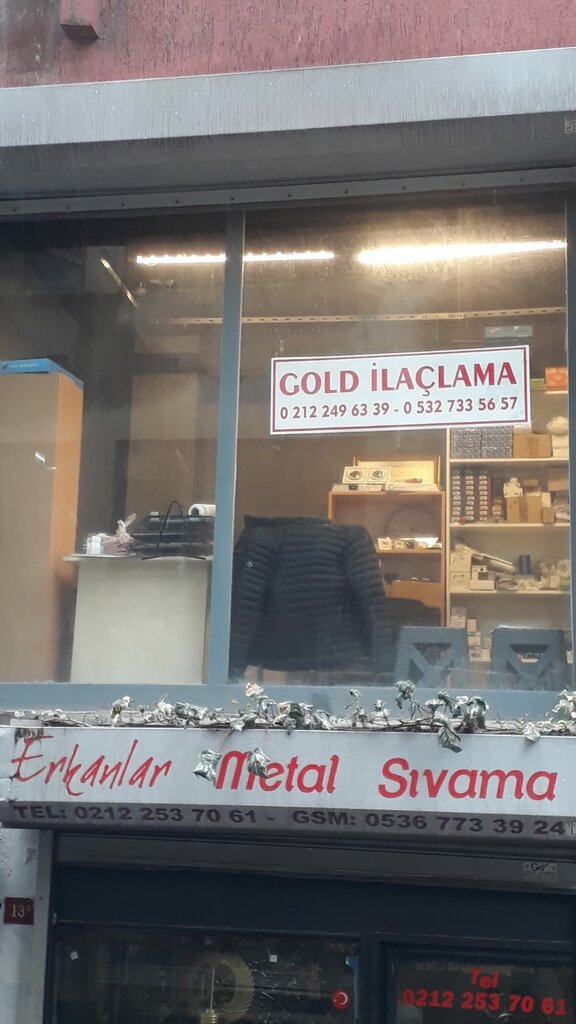 GOLD İLAÇLAMA
0 212 249 63 39 - 0 532 733 56 57
Erkanlar Metal Sıvama
TEL: 0212 253 70 61 - GSM: 0536 773 39 24
13
Tel
0212 253 70 61